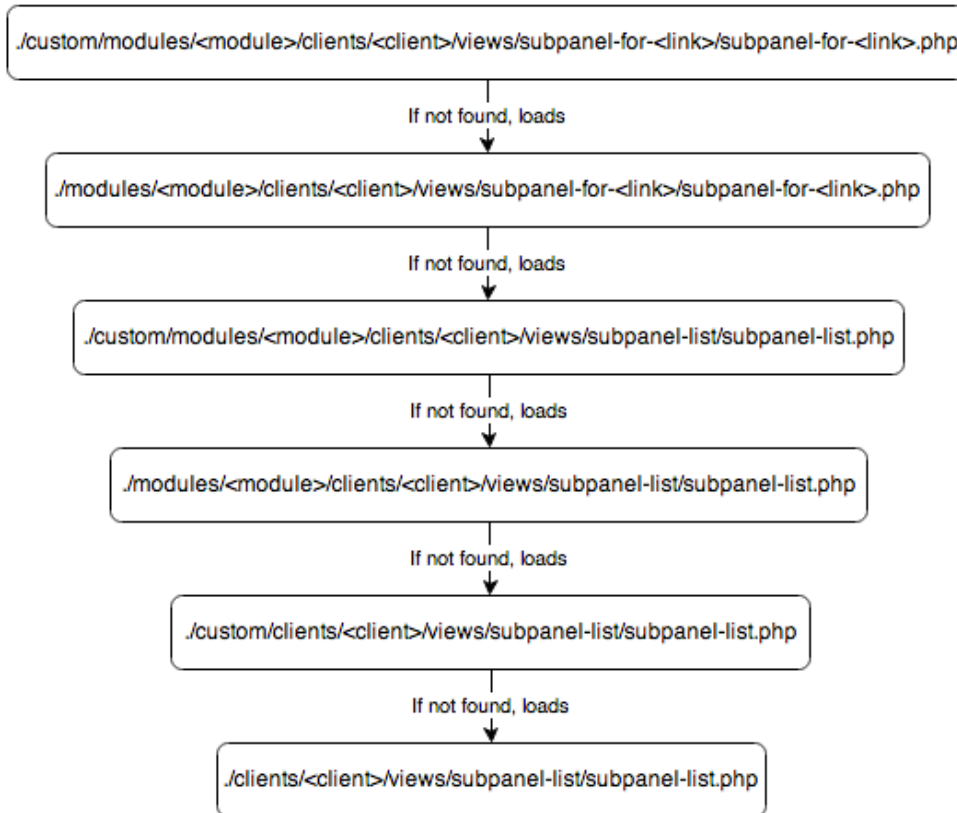 ./custom/modules/<module>/clients/<client>/views/subpanel-for-<link>/subpanel-for-<link>.php
If not found, loads
./modules/<module>/clients/<client>/views/subpanel-for-<link>/subpanel-for-<link>.php
If not found, loads
./custom/modules/<module>/clients/<client>/views/subpanel-list/subpanel-list.php
If not found, loads
./modules/<module>/clients/<client>/views/subpanel-list/subpanel-list.php
If not found, loads
./custom/clients/<client>/views/subpanel-list/subpanel-list.php
If not found, loads
./clients/<client>/views/subpanel-list/subpanel-list.php